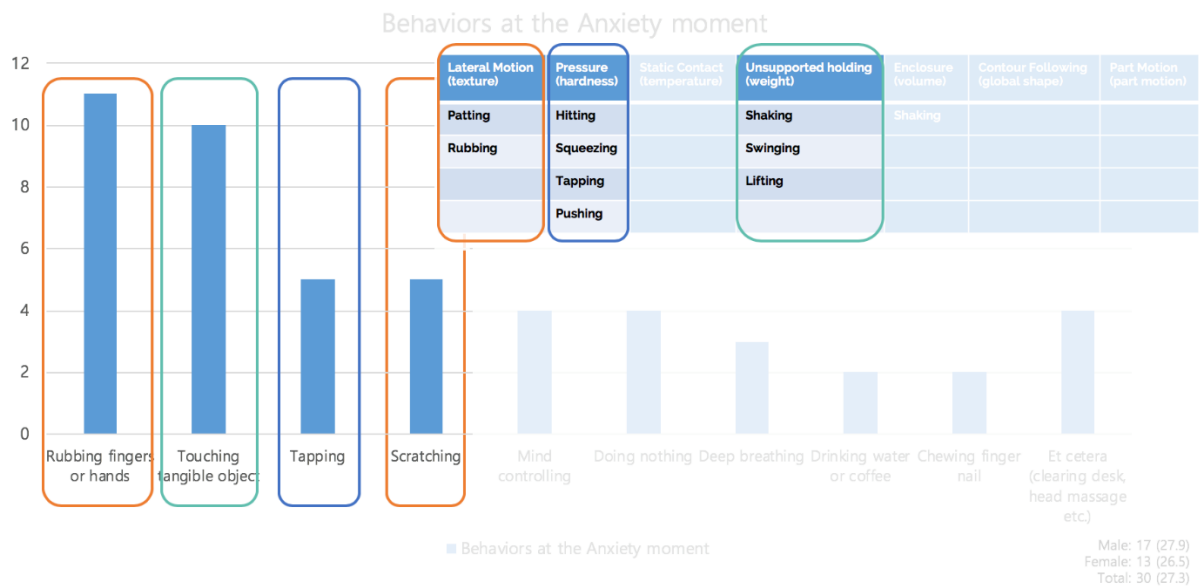 Behaviors at the Anxiety moment
12
10
8
6
4
2
0
Lateral Motion
(texture)
Pressure
(hardness)
Static Contact
(temperature)
Unsupported holding
(weight)
Enclosure
(volume)
Contour Following
(global shape)
Part Motion
(part motion)
Patting
Hitting
Shaking
Shaking
Rubbing
Squeezing
Swinging
Tapping
Lifting
Pushing
Rubbing fingers
or hands
Touching
tangible object
Tapping
Scratching
Mind
controlling
Doing nothing
Deep breathing
Drinking water
or coffee
Chewing finger
nail
Et cetera
(clearing desk,
head massage
etc.)
Behaviors at the Anxiety moment
Male: 17 (27.9)
Female: 13 (26.5)
Total: 30 (27.3)